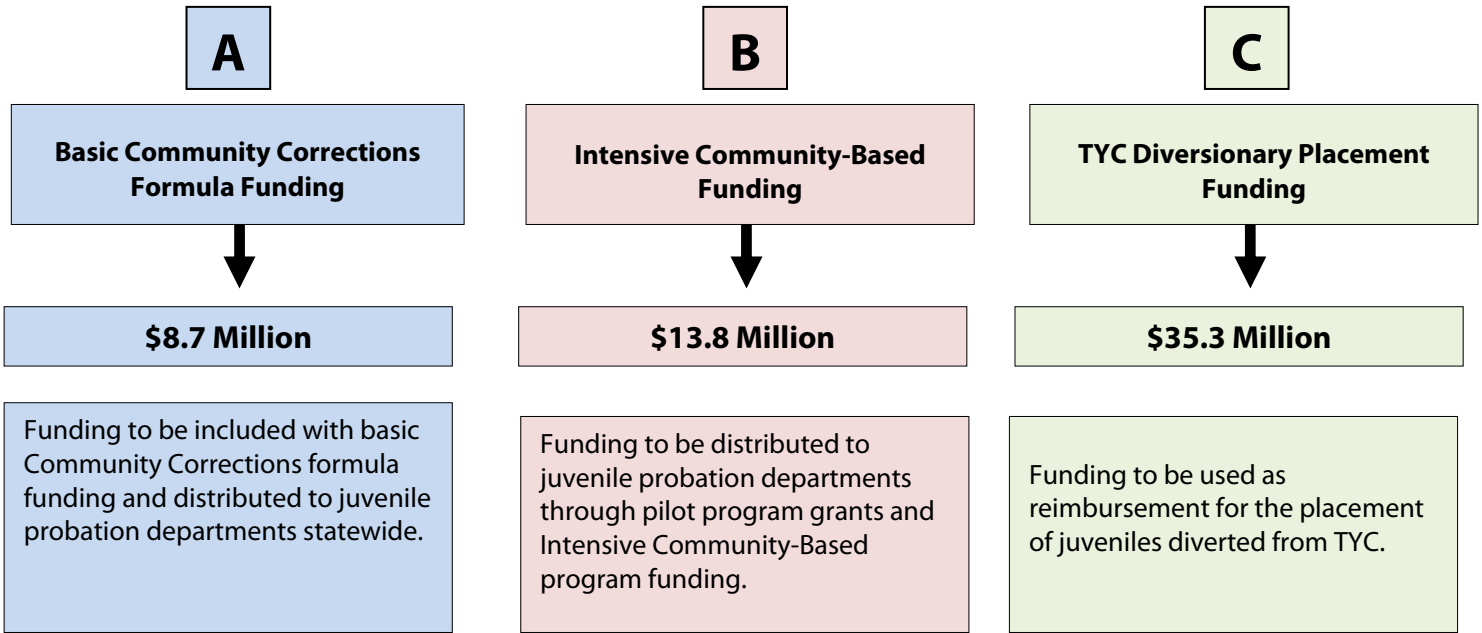 A
Basic Community Corrections
Formula Funding
$8.7 Million
Funding to be included with basic
Community Corrections formula
funding and distributed to juvenile
probation departments statewide.
B
Intensive Community-Based
Funding
$13.8 Million
Funding to be distributed to
juvenile probation departments
through pilot program grants and
Intensive Community-Based
program funding.
C
TYC Diversionary Placement
Funding
$35.3 Million
Funding to be used as
reimbursement for the placement
of juveniles diverted from TYC.